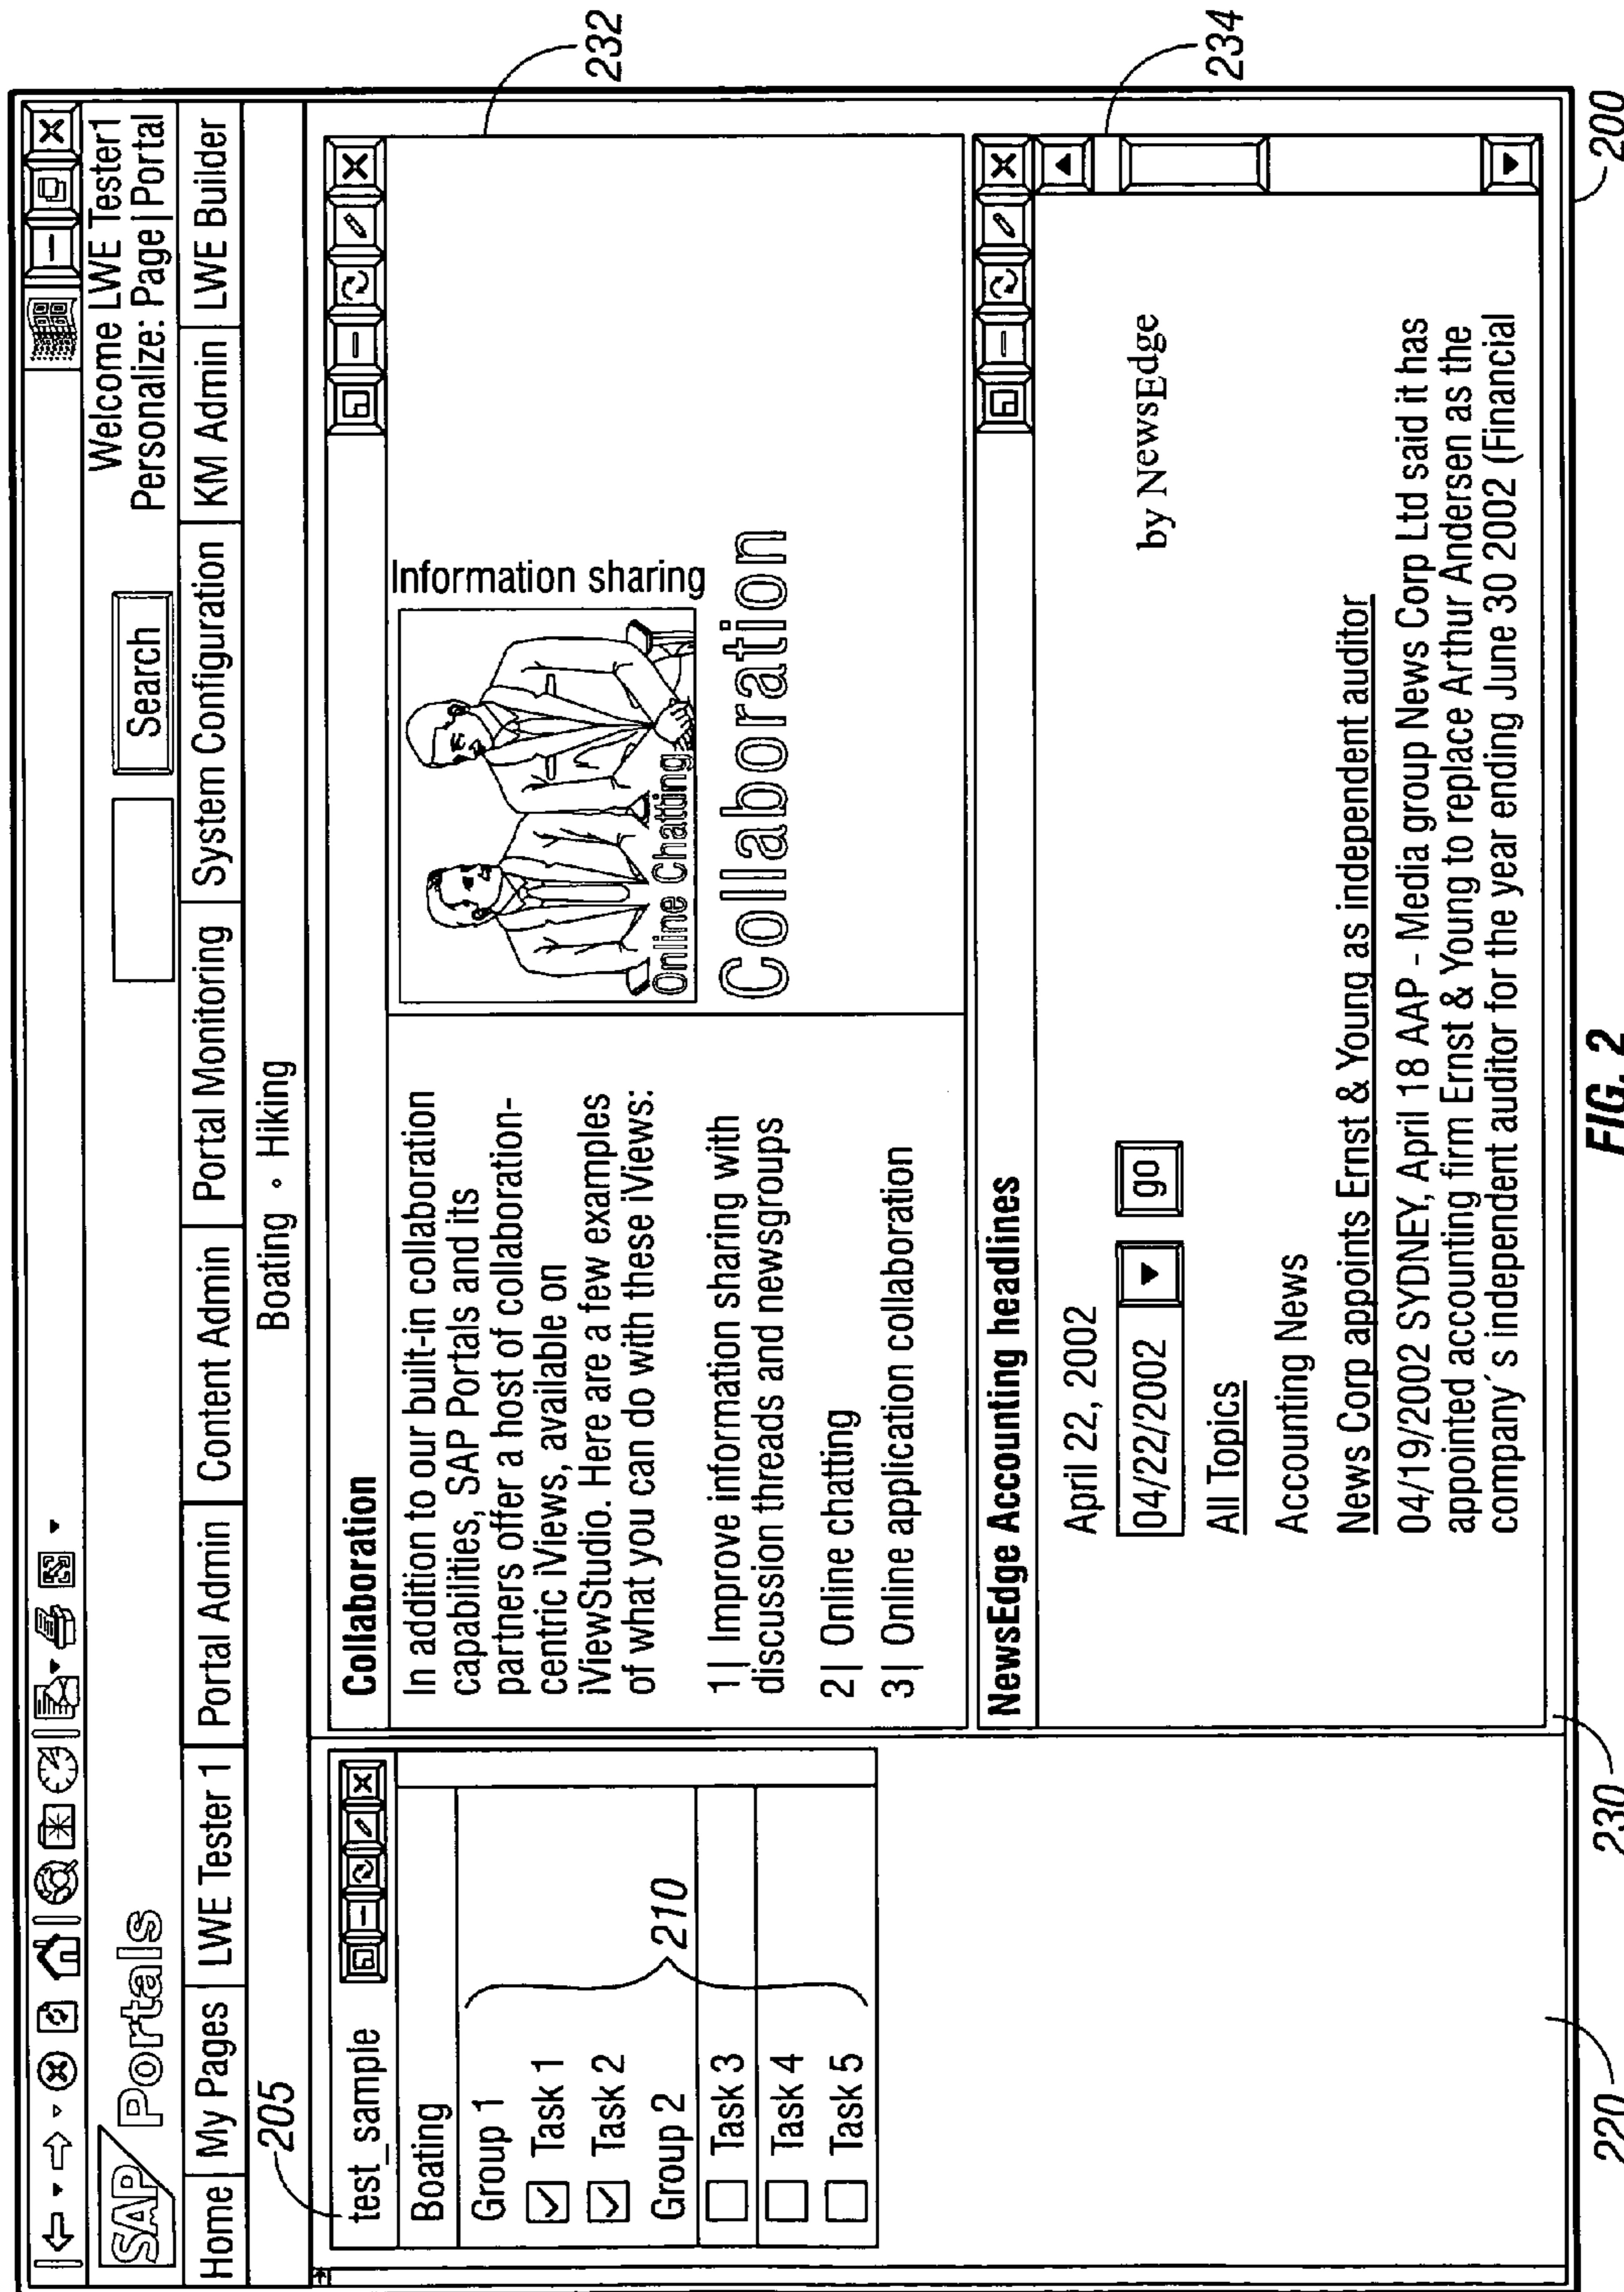 Welcome LWE Tester1
SAP Portals
Search
Personalize: Page | Portal
Home | My Pages | LWE Tester 1 | Portal Admin | Content Admin | Portal Monitoring | System Configuration | KM Admin | LWE Builder
Boating ∘ Hiking
205
test_sample
Boating
Group 1
Task 1
Task 2
Group 2
Task 3
Task 4
Task 5
210
Collaboration
In addition to our built-in collaboration
capabilities, SAP Portals and its
partners offer a host of collaboration-
centric iViews, available on
iViewStudio. Here are a few examples
of what you can do with these iViews:
1| Improve information sharing with
discussion threads and newsgroups
2| Online chatting
3| Online application collaboration
Information sharing
Online Chatting
Collaboration
232
NewsEdge Accounting headlines
April 22, 2002
04/22/2002 go
by NewsEdge
All Topics
Accounting News
News Corp appoints Ernst & Young as independent auditor
04/19/2002 SYDNEY, April 18 AAP - Media group News Corp Ltd said it has
appointed accounting firm Ernst & Young to replace Arthur Andersen as the
company´s independent auditor for the year ending June 30 2002 (Financial
234
220
230
200
FIG. 2